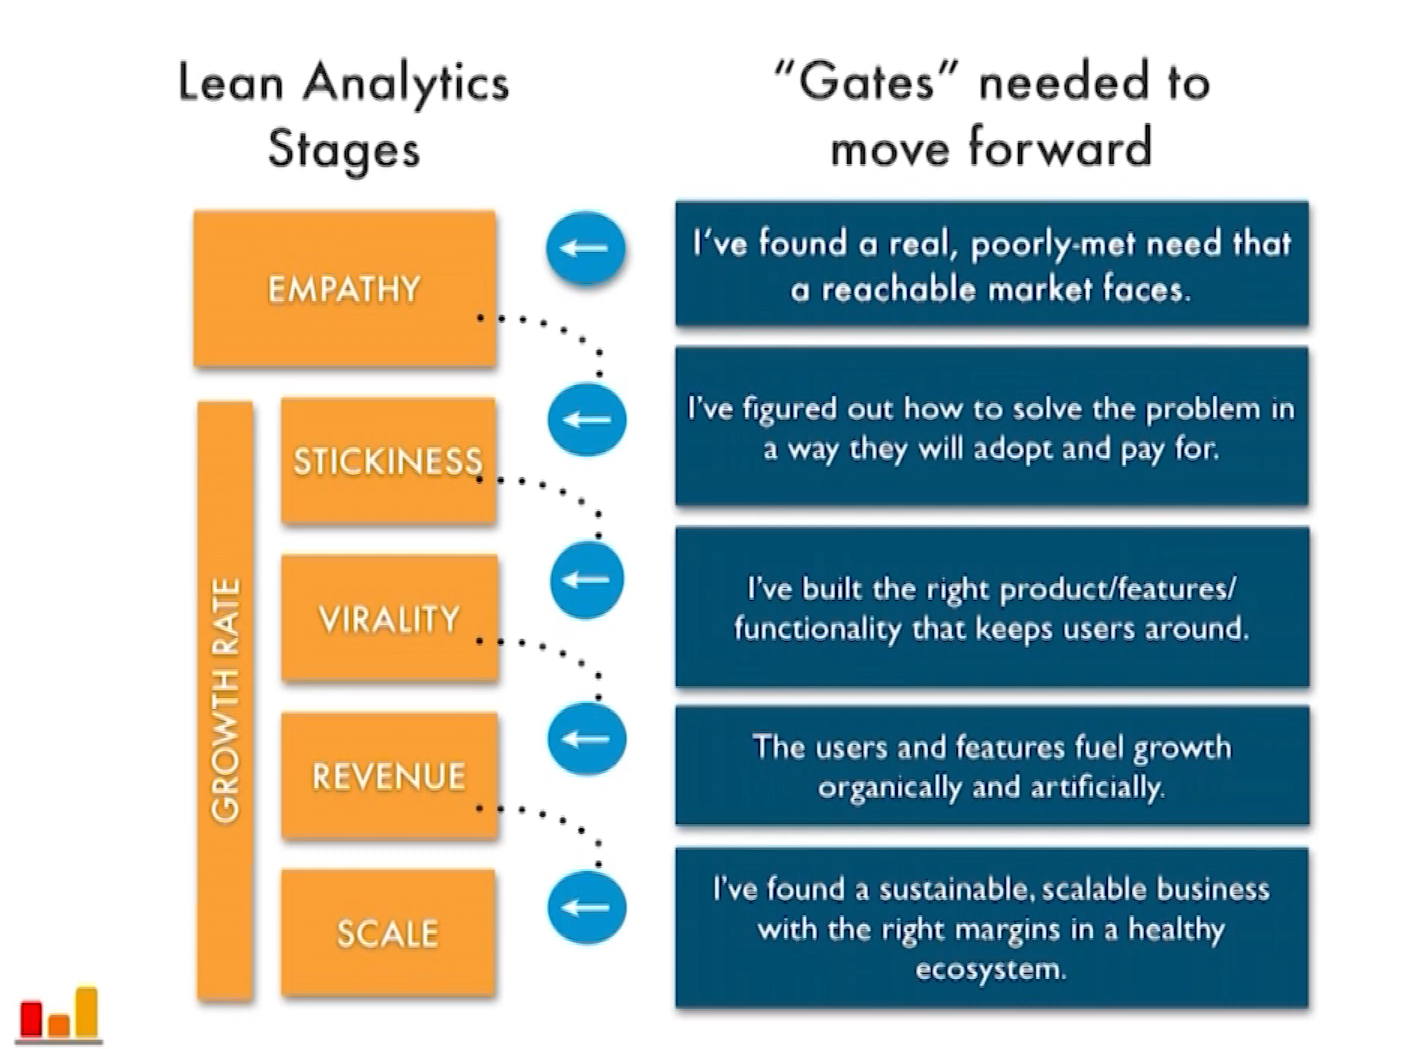 Lean Analytics
Stages
“Gates” needed to
move forward
EMPATHY
I’ve found a real, poorly-met need that
a reachable market faces.
GROWTH RATE
STICKINESS
I’ve figured out how to solve the problem in
a way they will adopt and pay for.
VIRALITY
I’ve built the right product/features/
functionality that keeps users around.
REVENUE
The users and features fuel growth
organically and artificially.
SCALE
I’ve found a sustainable, scalable business
with the right margins in a healthy
ecosystem.